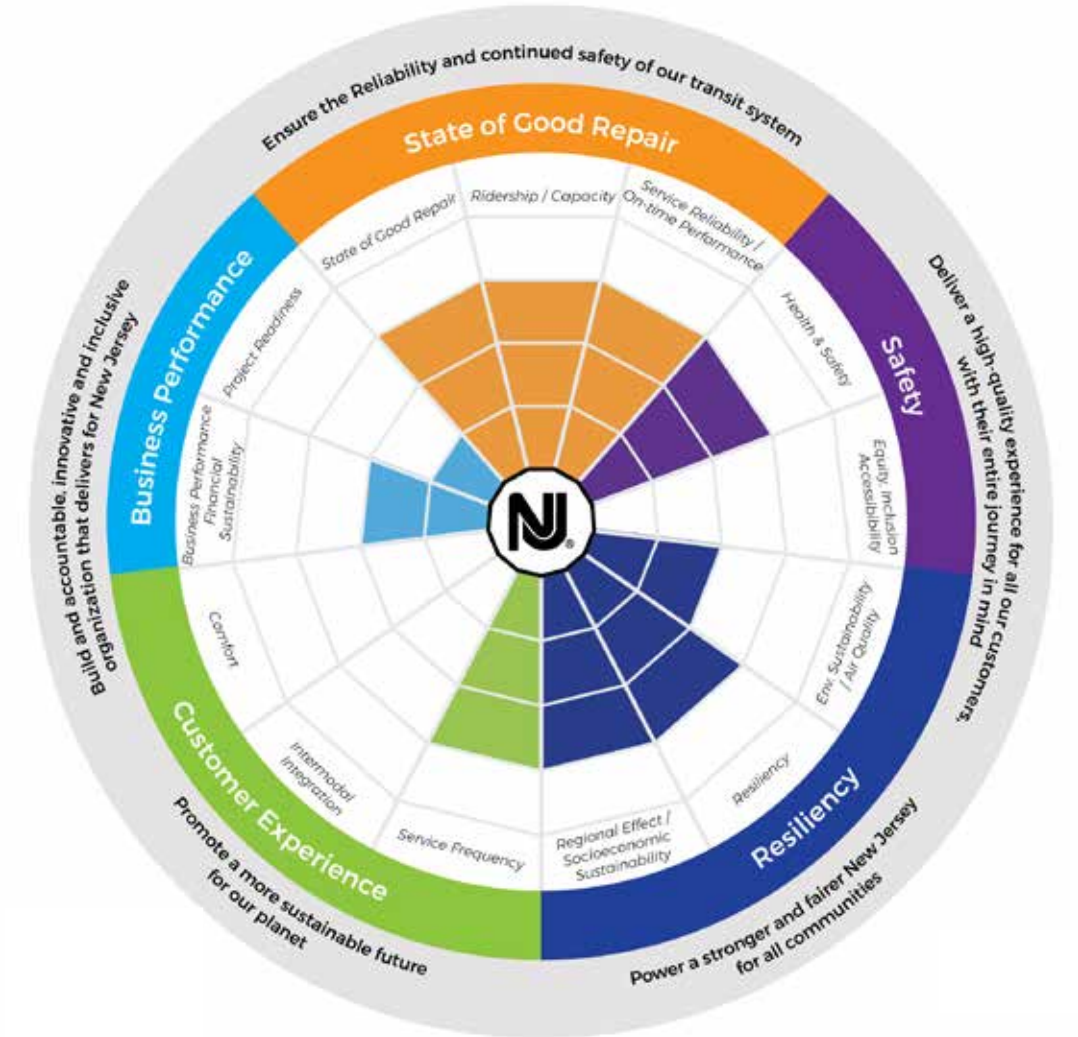 Ensure the Reliability and continued safety of our transit system
State of Good Repair
State of Good Repair
Ridership / Capacity
Service Reliability /
On-time Performance
Safety
Health & Safety
Equity, Inclusion
Accessibibility
Deliver a high-quality experience for all our customers,
with their entire journey in mind
Resiliency
Env. Sustainability
/ Air Quality
Resiliency
Regional Effect /
Socioeconomic
Sustainability
Power a stronger and fairer New Jersey
for all communities
Customer Experience
Service Frequency
Intermodal
Integration
Comfort
Promote a more sustainable future
for our planet
Business Performance
Business Performance
Financial
Sustainability
Project Readiness
Build and accountable, innovative and inclusive
organization that delivers for New Jersey
NJ®